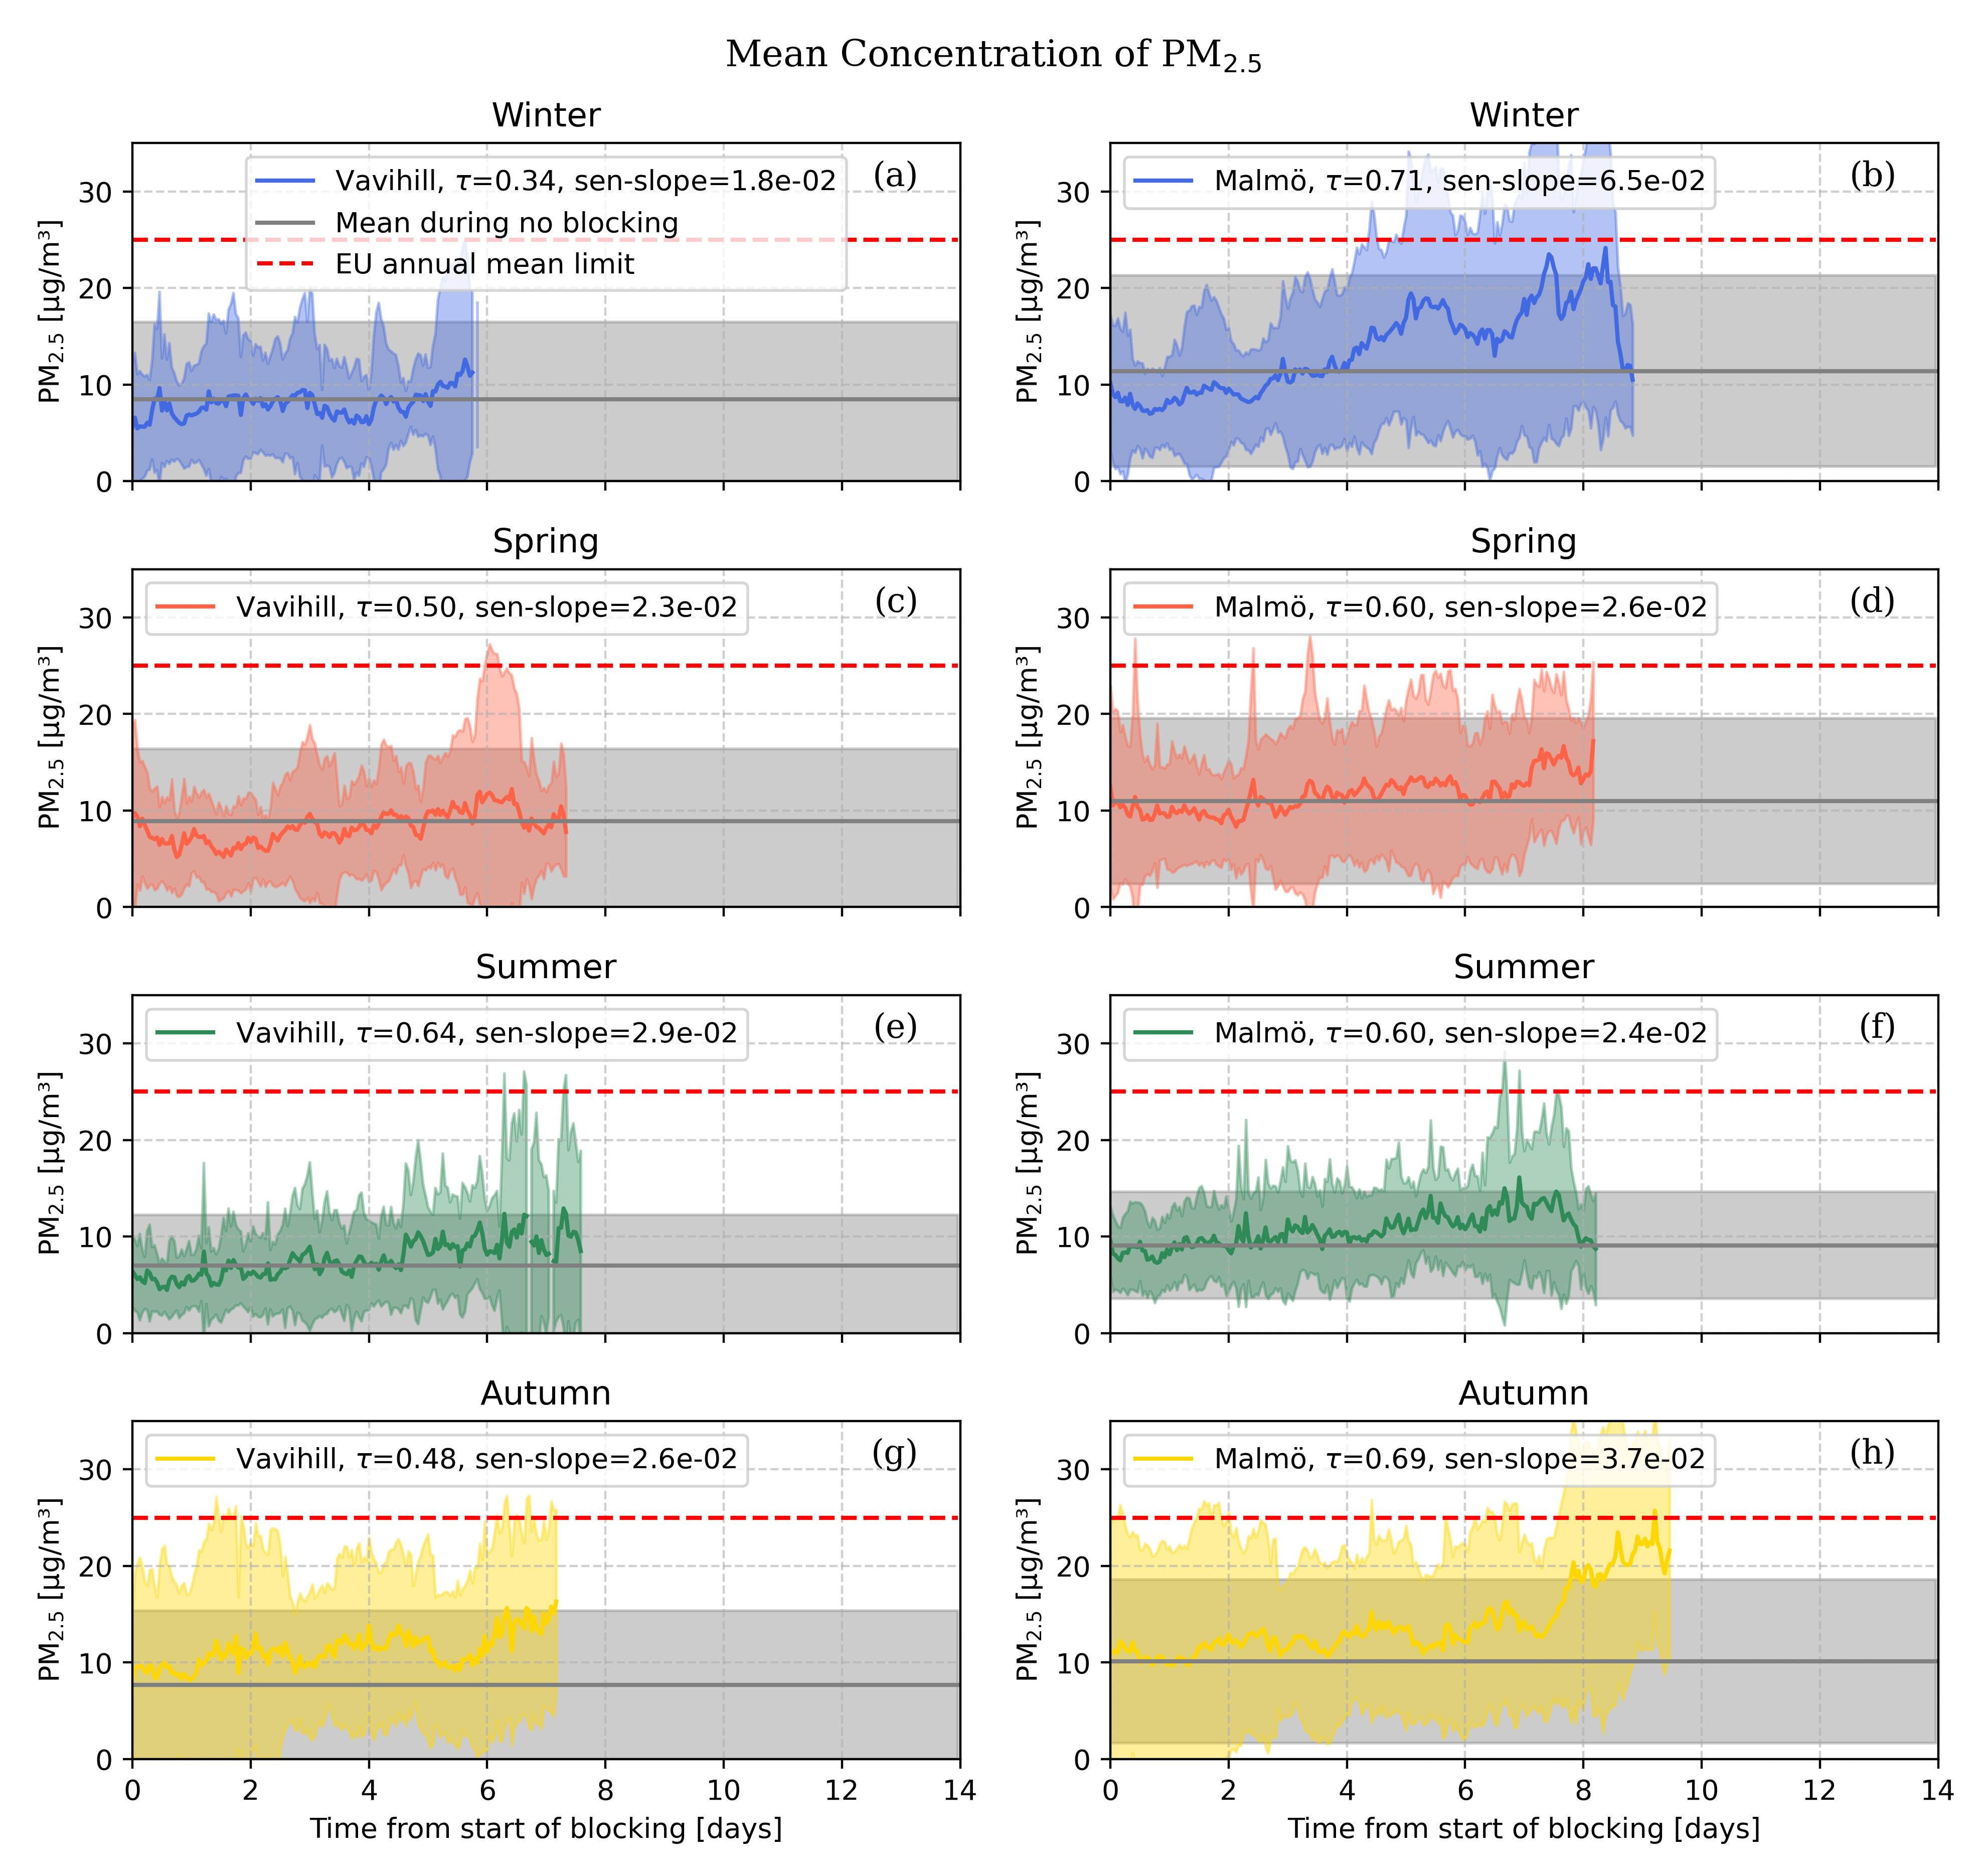 Mean Concentration of PM₂.₅
Winter
Winter
30
20
10
0
PM₂.₅ [µg/m³]
Vavihill, τ=0.34, sen-slope=1.8e-02
Mean during no blocking
EU annual mean limit
(a)
30
20
10
0
0
2
4
6
8
10
12
14
PM₂.₅ [µg/m³]
Malmö, τ=0.71, sen-slope=6.5e-02
(b)
Spring
Spring
30
20
10
0
PM₂.₅ [µg/m³]
Vavihill, τ=0.50, sen-slope=2.3e-02
(c)
30
20
10
0
PM₂.₅ [µg/m³]
Malmö, τ=0.60, sen-slope=2.6e-02
(d)
Summer
Summer
30
20
10
0
PM₂.₅ [µg/m³]
Vavihill, τ=0.64, sen-slope=2.9e-02
(e)
30
20
10
0
PM₂.₅ [µg/m³]
Malmö, τ=0.60, sen-slope=2.4e-02
(f)
Autumn
Autumn
30
20
10
0
PM₂.₅ [µg/m³]
Vavihill, τ=0.48, sen-slope=2.6e-02
(g)
0
2
4
6
8
10
12
14
Time from start of blocking [days]
30
20
10
0
PM₂.₅ [µg/m³]
Malmö, τ=0.69, sen-slope=3.7e-02
(h)
0
2
4
6
8
10
12
14
Time from start of blocking [days]